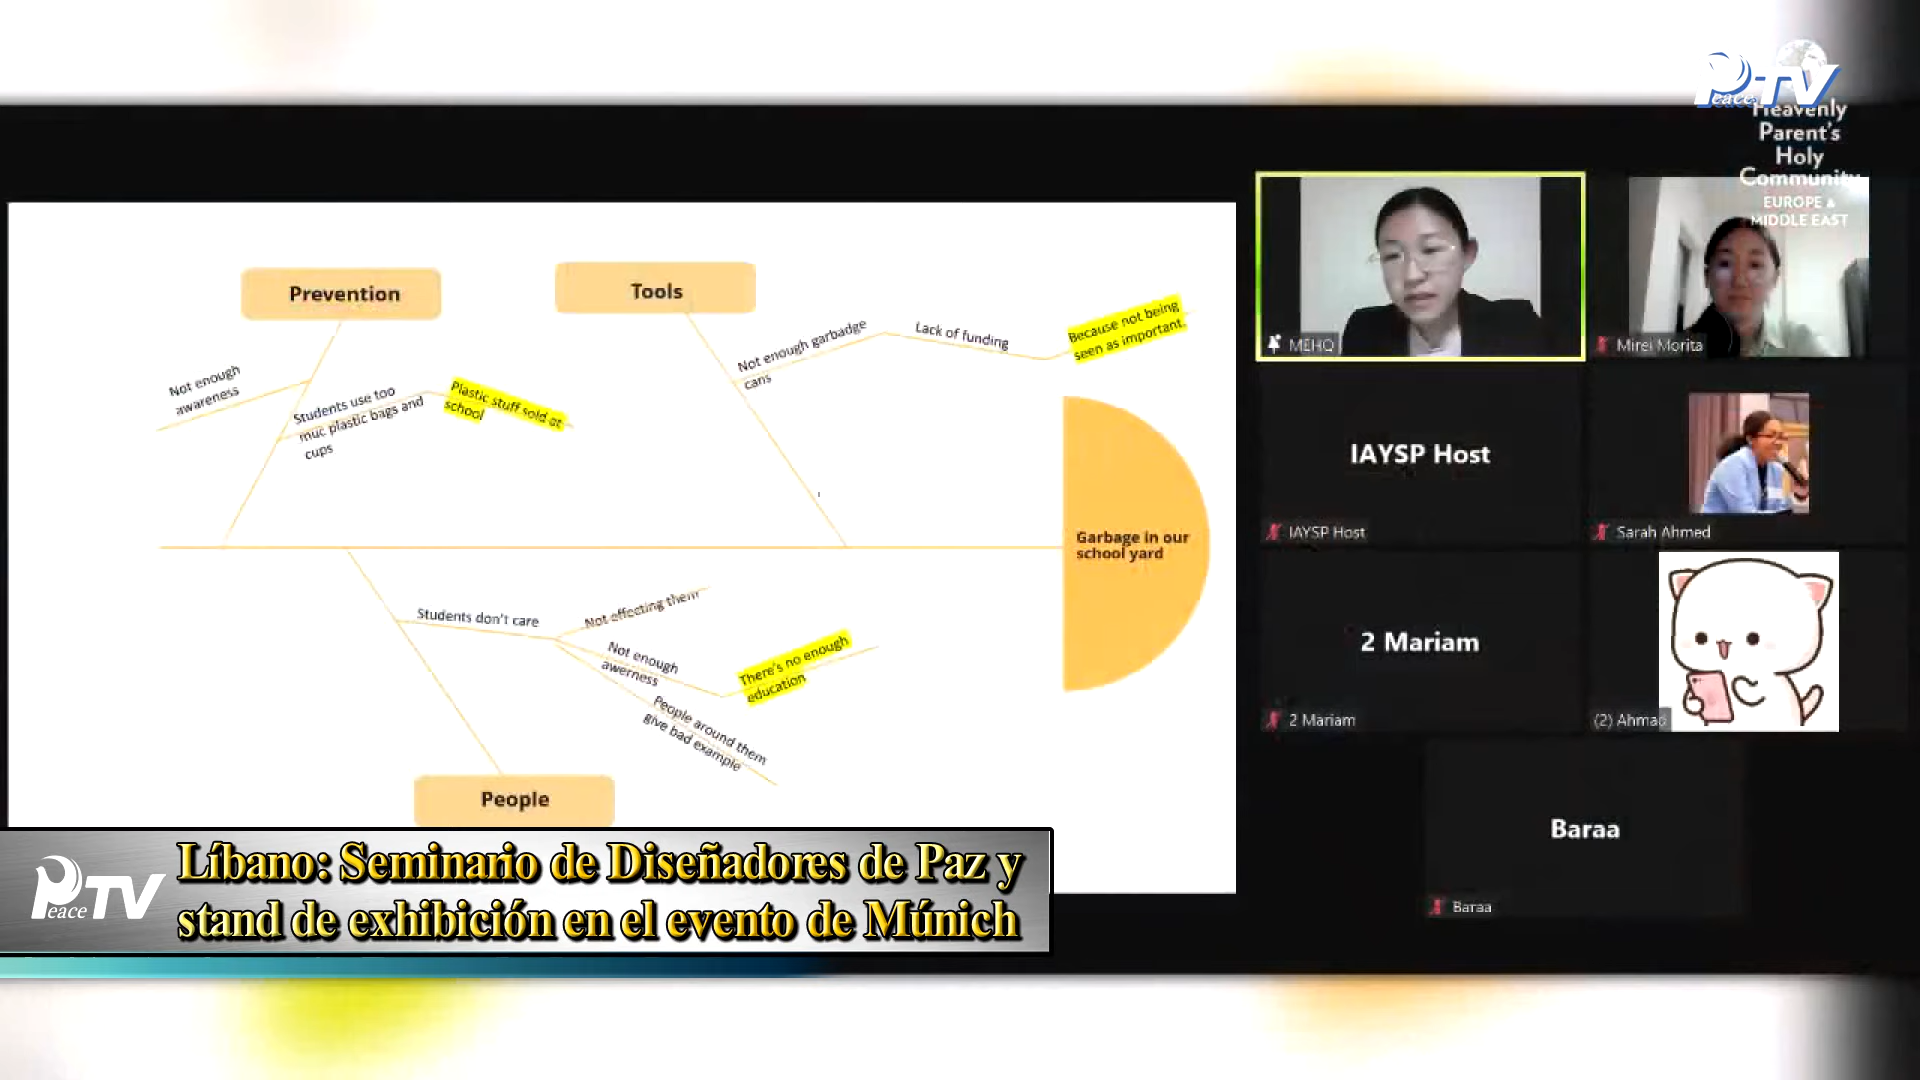 Peace TV
Heavenly
Parent's
Holy
Community
EUROPE &
MIDDLE EAST
Prevention
Tools
Not enough
awareness
Students use too
muc plastic bags and
cups
Plastic stuff sold at
school
Not enough garbadge
cans
Lack of funding
Because not being
seen as important.
Garbage in our
school yard
Students don't care
Not effecting them
Not enough
awerness
There's no enough
education
People around them
give bad example
People
MEHQ
Mirei Morita
IAYSP Host
IAYSP Host
Sarah Ahmed
2 Mariam
2 Mariam
(2) Ahmad
Baraa
Baraa
Peace TV
Líbano: Seminario de Diseñadores de Paz y
stand de exhibición en el evento de Múnich